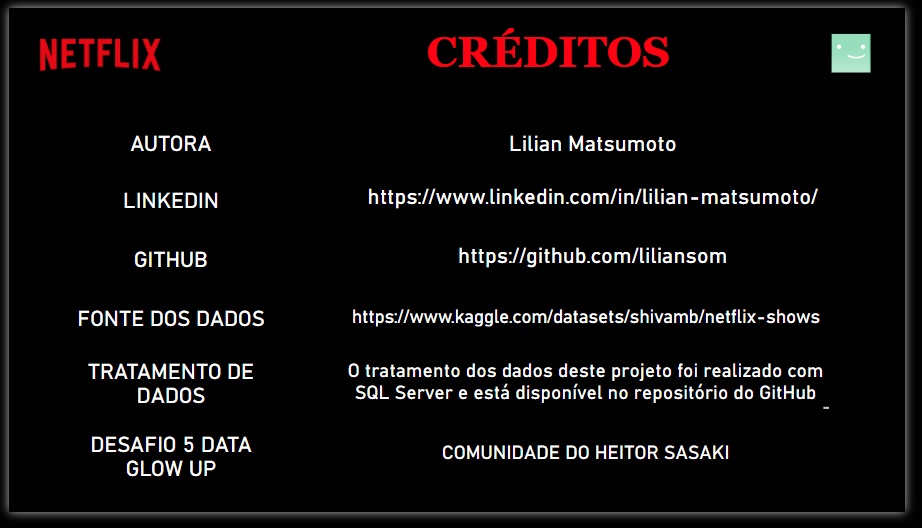 NETFLIX
CRÉDITOS
AUTORA
Lilian Matsumoto
LINKEDIN
https://www.linkedin.com/in/lilian-matsumoto/
GITHUB
https://github.com/liliansom
FONTE DOS DADOS
https://www.kaggle.com/datasets/shivamb/netflix-shows
TRATAMENTO DE
DADOS
O tratamento dos dados deste projeto foi realizado com
SQL Server e está disponível no repositório do GitHub
DESAFIO 5 DATA
GLOW UP
COMUNIDADE DO HEITOR SASAKI